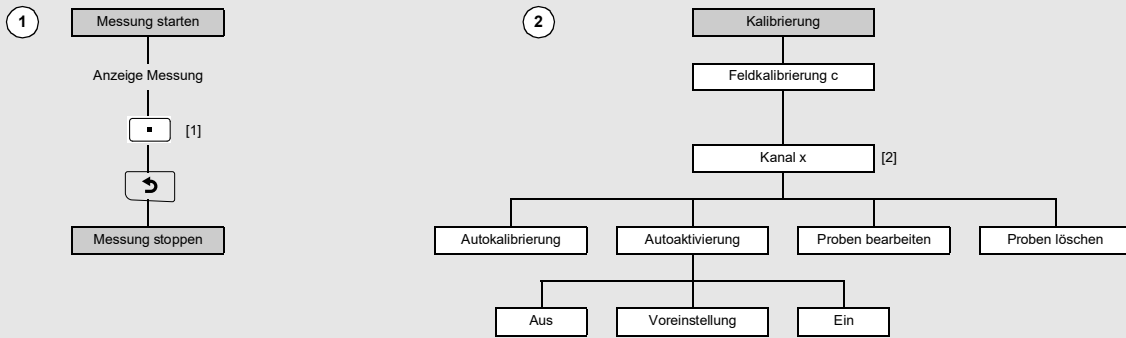 1
Messung starten
Anzeige Messung
[1]
Messung stoppen
2
Kalibrierung
Feldkalibrierung c
Kanal x
[2]
Autokalibrierung
Autoaktivierung
Proben bearbeiten
Proben löschen
Aus
Voreinstellung
Ein